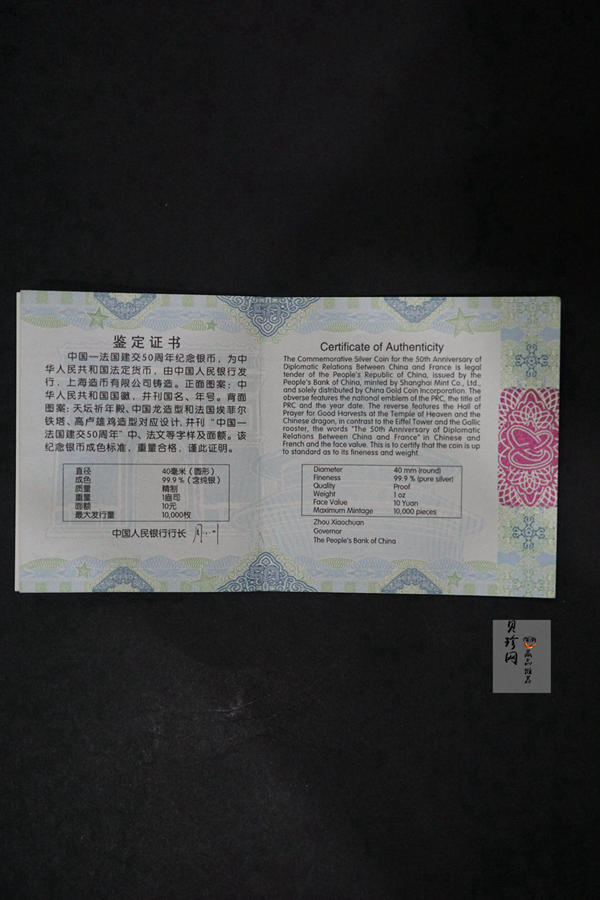 鉴定证书
中国—法国建交50周年纪念银币，为中
华人民共和国法定货币，由中国人民银行发
行，上海造币有限公司铸造。正面图案：中
华人民共和国国徽，并刊国名、年号。背面
图案：天坛祈年殿、中国龙造型和法国埃菲尔
铁塔、高卢雄鸡造型对应设计，并刊“中国—
法国建交50周年”中、法文等字样及面额。该
纪念银币成色标准，重量合格，谨此证明。
直径 40毫米（圆形）
成色 99.9％（含纯银）
质量 精制
重量 1盎司
面额 10元
最大发行量 10,000枚
中国人民银行行长
Certificate of Authenticity
The Commemorative Silver Coin for the 50th Anniversary of
Diplomatic Relations Between China and France is legal
tender of the People's Republic of China, issued by the
People's Bank of China, minted by Shanghai Mint Co., Ltd.,
and solely distributed by China Gold Coin Incorporation. The
obverse features the national emblem of the PRC, the title of
PRC and the year date. The reverse features the Hall of
Prayer for Good Harvests at the Temple of Heaven and the
Chinese dragon, in contrast to the Eiffel Tower and the Gallic
rooster, the words "The 50th Anniversary of Diplomatic
Relations Between China and France" in Chinese and
French and the face value. This is to certify that the coin is up
to standard as to its fineness and weight.
Diameter 40 mm (round)
Fineness 99.9 % (pure silver)
Quality Proof
Weight 1 oz
Face Value 10 Yuan
Maximum Mintage 10,000 pieces
Zhou Xiaochuan
Governor
The People's Bank of China
贝珍网
藏品推荐